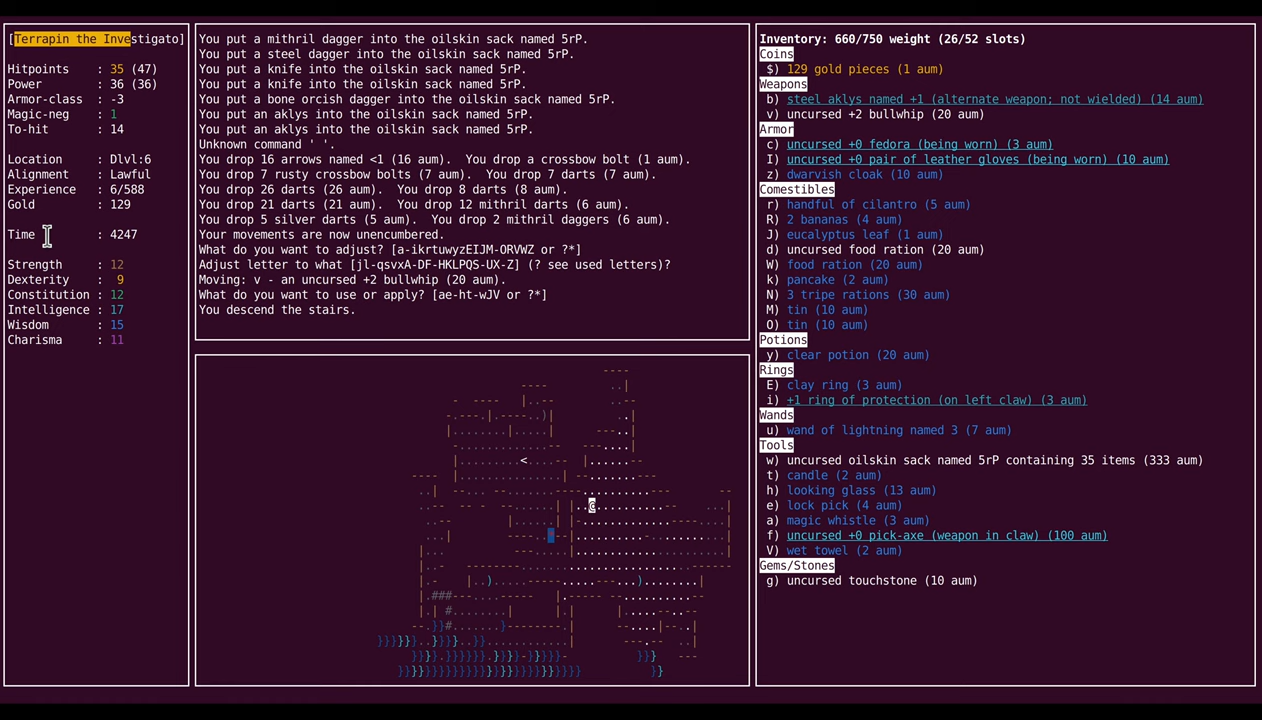 [Terrapin the Investigato]
Hitpoints : 35 (47)
Power : 36 (36)
Armor-class : -3
Magic-neg : 1
To-hit : 14
Location : Dlvl:6
Alignment : Lawful
Experience : 6/588
Gold : 129
Time : 4247
Strength : 12
Dexterity : 9
Constitution : 12
Intelligence : 17
Wisdom : 15
Charisma : 11
You put a mithril dagger into the oilskin sack named 5rP.
You put a steel dagger into the oilskin sack named 5rP.
You put a knife into the oilskin sack named 5rP.
You put a knife into the oilskin sack named 5rP.
You put a bone orcish dagger into the oilskin sack named 5rP.
You put an aklys into the oilskin sack named 5rP.
You put an aklys into the oilskin sack named 5rP.
Unknown command ' '.
You drop 16 arrows named <1 (16 aum).  You drop a crossbow bolt (1 aum).
You drop 7 rusty crossbow bolts (7 aum).  You drop 7 darts (7 aum).
You drop 26 darts (26 aum).  You drop 8 darts (8 aum).
You drop 21 darts (21 aum).  You drop 12 mithril darts (6 aum).
You drop 5 silver darts (5 aum).  You drop 2 mithril daggers (6 aum).
Your movements are now unencumbered.
What do you want to adjust? [a-ikrtuwyzEIJM-ORVWZ or ?*]
Adjust letter to what [jl-qsvxA-DF-HKLPQS-UX-Z] (? see used letters)?
Moving: v - an uncursed +2 bullwhip (20 aum).
What do you want to use or apply? [ae-ht-wJV or ?*]
You descend the stairs.
Inventory: 660/750 weight (26/52 slots)
Coins
$) 129 gold pieces (1 aum)
Weapons
b) steel aklys named +1 (alternate weapon; not wielded) (14 aum)
v) uncursed +2 bullwhip (20 aum)
Armor
c) uncursed +0 fedora (being worn) (3 aum)
I) uncursed +0 pair of leather gloves (being worn) (10 aum)
z) dwarvish cloak (10 aum)
Comestibles
r) handful of cilantro (5 aum)
R) 2 bananas (4 aum)
J) eucalyptus leaf (1 aum)
d) uncursed food ration (20 aum)
W) food ration (20 aum)
k) pancake (2 aum)
N) 3 tripe rations (30 aum)
M) tin (10 aum)
O) tin (10 aum)
Potions
y) clear potion (20 aum)
Rings
E) clay ring (3 aum)
i) +1 ring of protection (on left claw) (3 aum)
Wands
u) wand of lightning named 3 (7 aum)
Tools
w) uncursed oilskin sack named 5rP containing 35 items (333 aum)
t) candle (2 aum)
h) looking glass (13 aum)
e) lock pick (4 aum)
a) magic whistle (3 aum)
f) uncursed +0 pick-axe (weapon in claw) (100 aum)
V) wet towel (2 aum)
Gems/Stones
g) uncursed touchstone (10 aum)